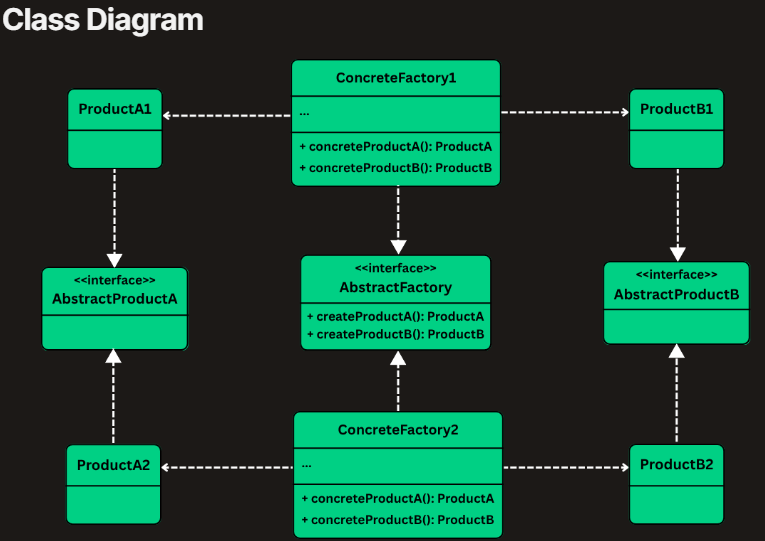 Class Diagram
ConcreteFactory1
...
+ concreteProductA(): ProductA
+ concreteProductB(): ProductB
ProductA1
ProductB1
<<interface>>
AbstractProductA
<<interface>>
AbstractFactory
+ createProductA(): ProductA
+ createProductB(): ProductB
<<interface>>
AbstractProductB
ConcreteFactory2
...
+ concreteProductA(): ProductA
+ concreteProductB(): ProductB
ProductA2
ProductB2